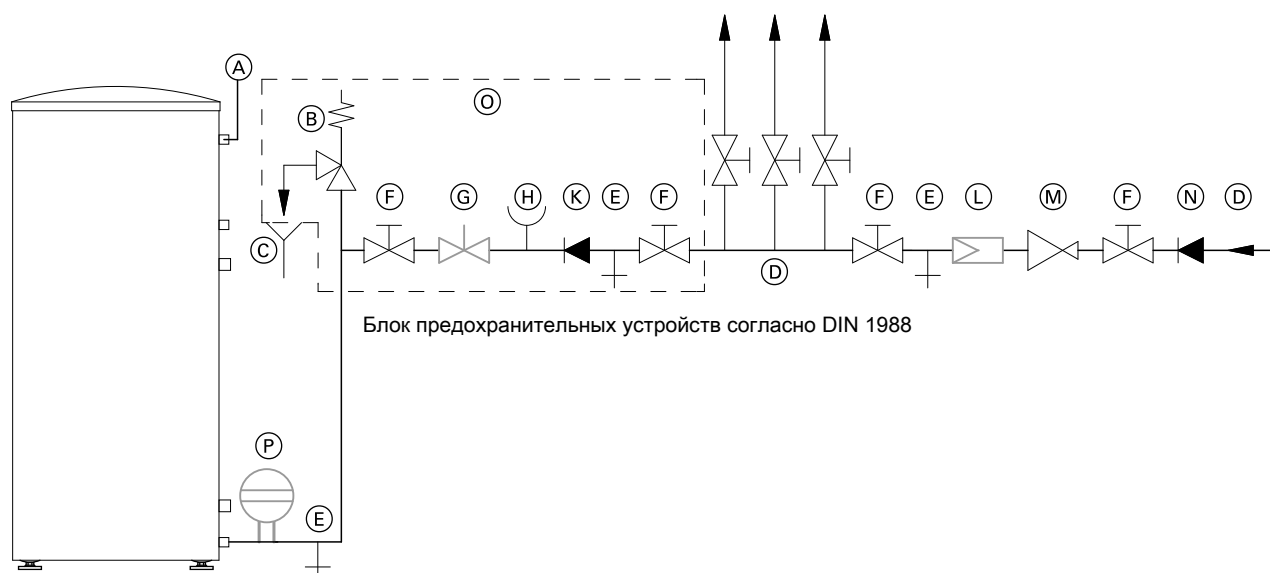 A
O
B
F G H K E F F E L M F N D
C
D
Блок предохранительных устройств согласно DIN 1988
P
E